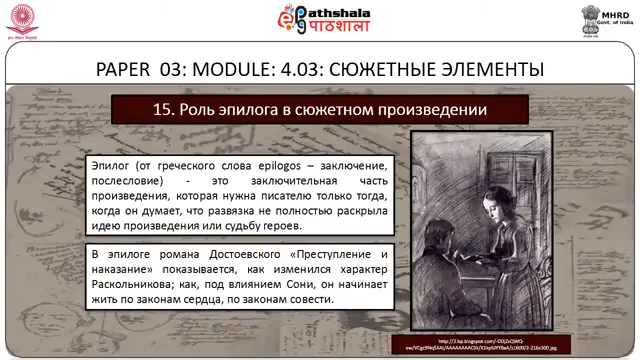 ePathshala
पाठशाला
MHRD
Govt. of India
PAPER 03: MODULE: 4.03: СЮЖЕТНЫЕ ЭЛЕМЕНТЫ
15. Роль эпилога в сюжетном произведении
Эпилог (от греческого слова epilogos – заключение,
послесловие) - это заключительная часть
произведения, которая нужна писателю только тогда,
когда он думает, что развязка не полностью раскрыла
идею произведения или судьбу героев.
В эпилоге романа Достоевского «Преступление и
наказание» показывается, как изменился характер
Раскольникова; как, под влиянием Сони, он начинает
жить по законам сердца, по законам совести.